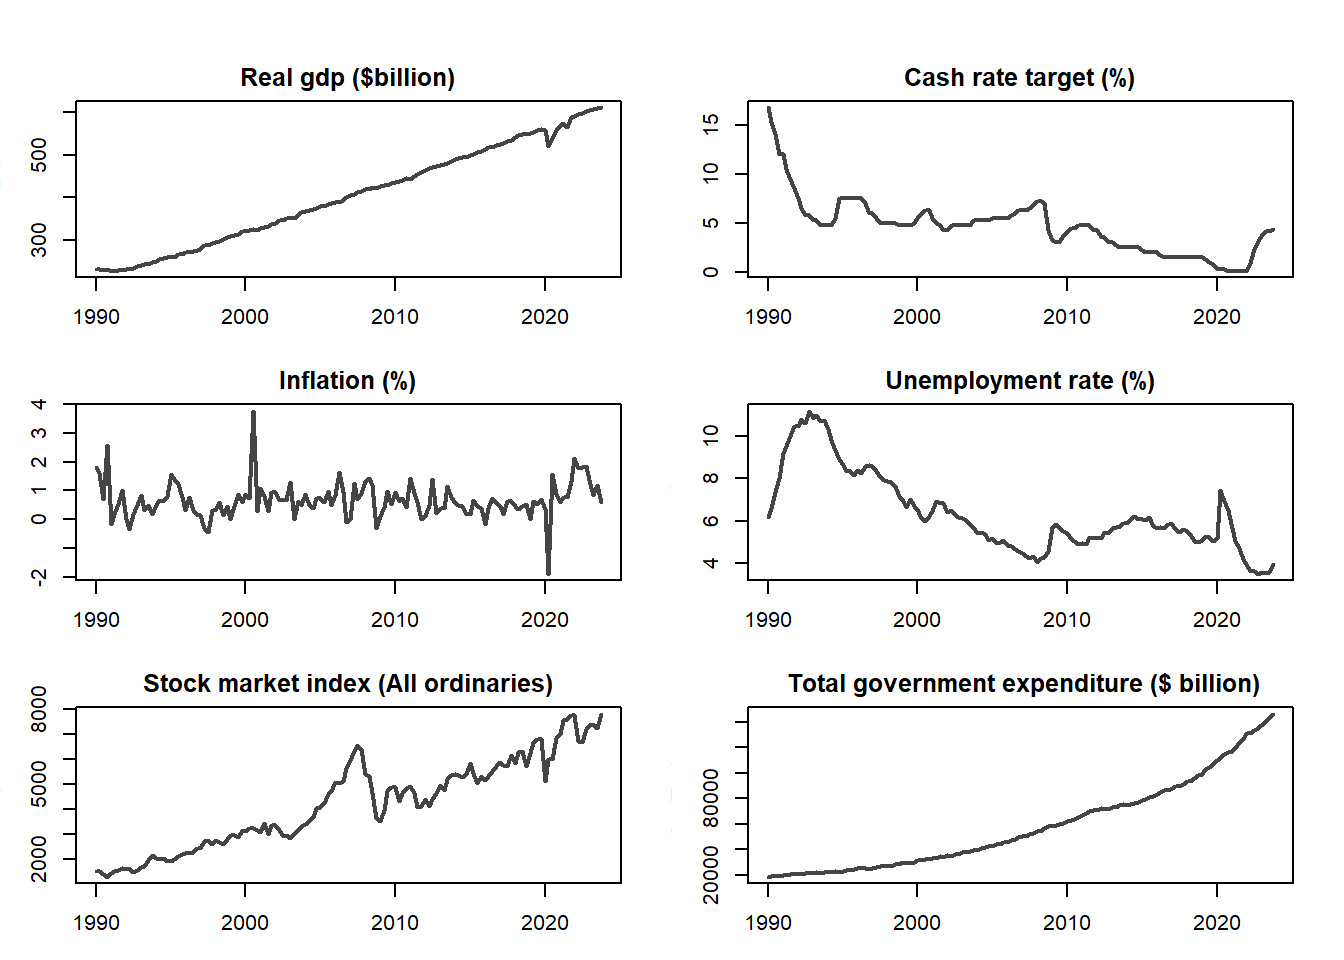 Real gdp ($billion)
500
300
1990 2000 2010 2020
Cash rate target (%)
15
10
5
0
1990 2000 2010 2020
Inflation (%)
4
3
2
1
0
-2
1990 2000 2010 2020
Unemployment rate (%)
10
8
6
4
1990 2000 2010 2020
Stock market index (All ordinaries)
8000
5000
2000
1990 2000 2010 2020
Total government expenditure ($ billion)
80000
20000
1990 2000 2010 2020